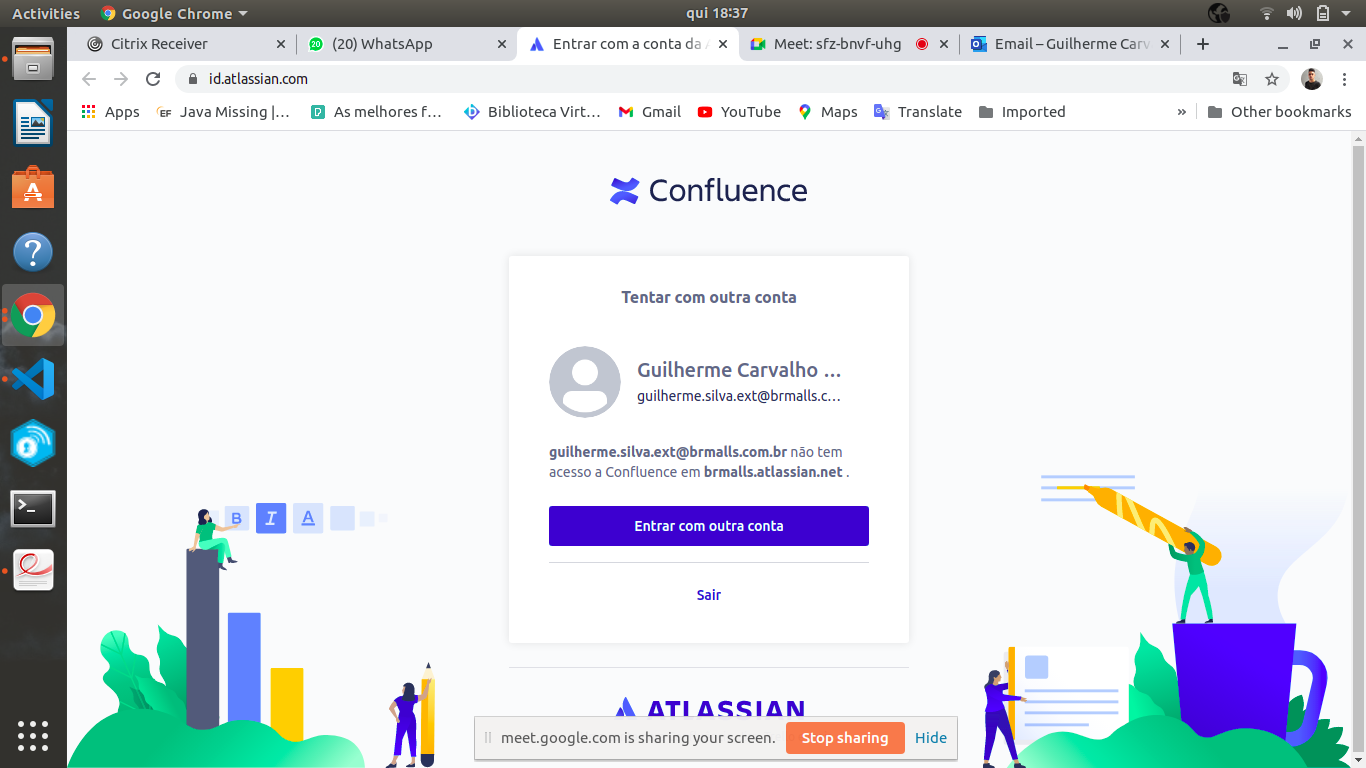 Activities
Google Chrome
qui 18:37
Citrix Receiver
(20) WhatsApp
Entrar com a conta da A
Meet: sfz-bnvf-uhg
Email – Guilherme Carv
id.atlassian.com
Apps
Java Missing |…
As melhores f…
Biblioteca Virt…
Gmail
YouTube
Maps
Translate
Imported
»
Other bookmarks
Confluence
Tentar com outra conta
Guilherme Carvalho ...
guilherme.silva.ext@brmalls.c…
guilherme.silva.ext@brmalls.com.br não tem
acesso a Confluence em brmalls.atlassian.net .
Entrar com outra conta
Sair
B I A
ATLASSIAN
meet.google.com is sharing your screen.
Stop sharing
Hide